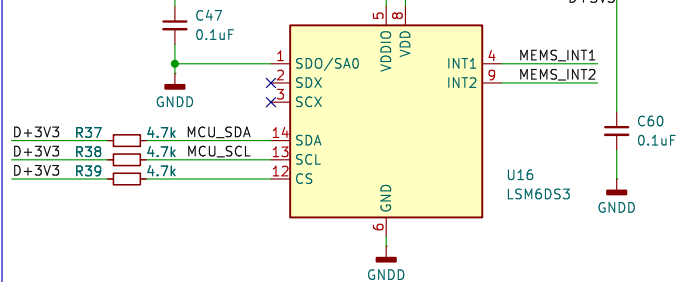 D+3V3
C47
0.1uF
5
8
VDDIO
VDD
1
SDO/SA0
INT1
4
MEMS_INT1
2
SDX
INT2
9
MEMS_INT2
3
SCX
GNDD
C60
0.1uF
D+3V3 R37 4.7k MCU_SDA 14 SDA
D+3V3 R38 4.7k MCU_SCL 13 SCL
D+3V3 R39 4.7k 12 CS
U16
LSM6DS3
GND
6
GNDD
GNDD